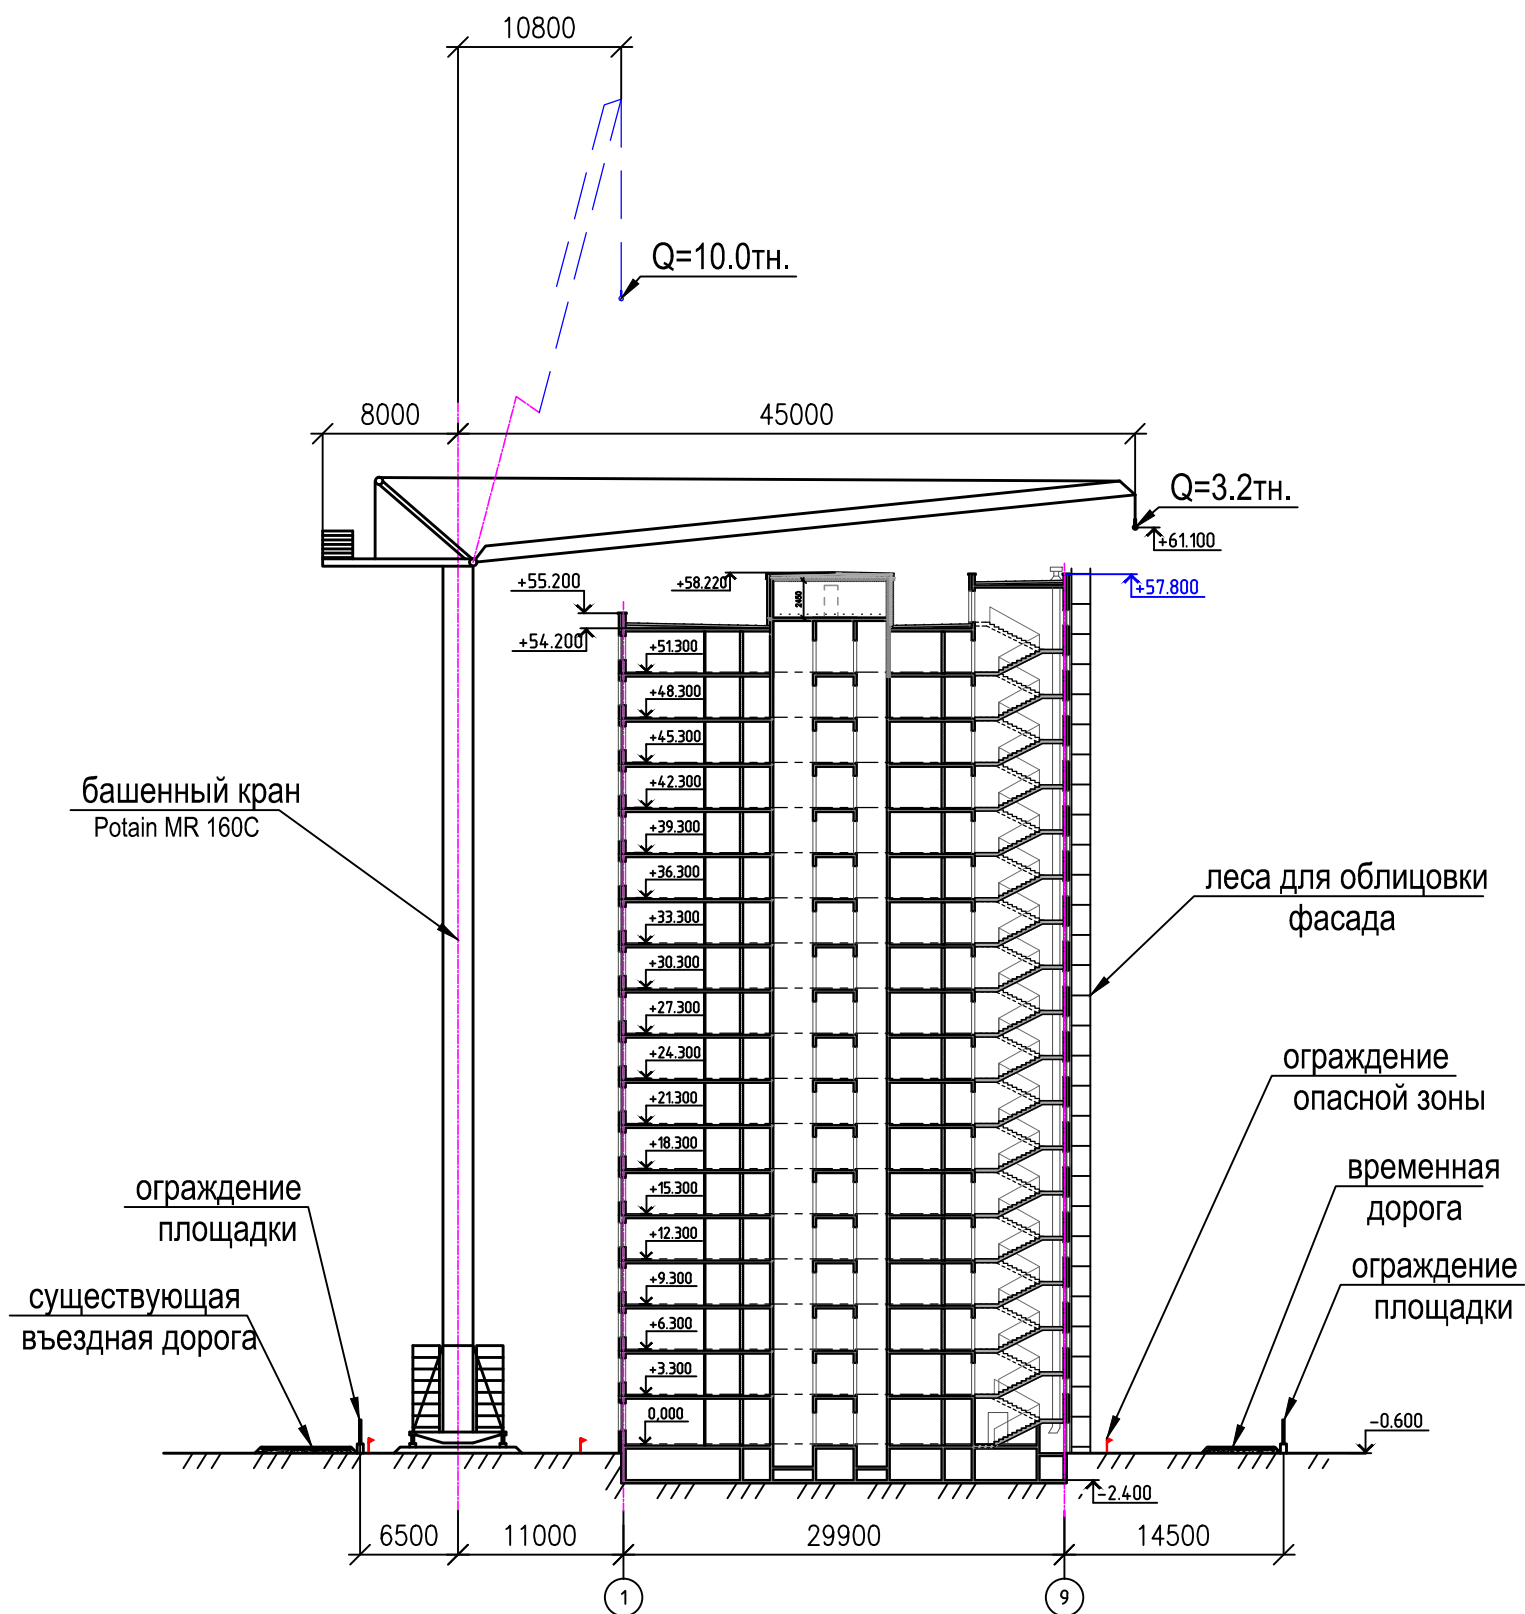 10800
Q=10.0тн.
8000
45000
Q=3.2тн.
+61.100
+55.200
+58.220
+57.800
2450
+54.200
+51.300
+48.300
+45.300
+42.300
+39.300
+36.300
+33.300
+30.300
+27.300
+24.300
+21.300
+18.300
+15.300
+12.300
+9.300
+6.300
+3.300
0,000
башенный кран
Potain MR 160C
леса для облицовки
фасада
ограждение
опасной зоны
временная
дорога
ограждение
площадки
ограждение
площадки
существующая
въездная дорога
-0.600
-2.400
6500
11000
29900
14500
1
9